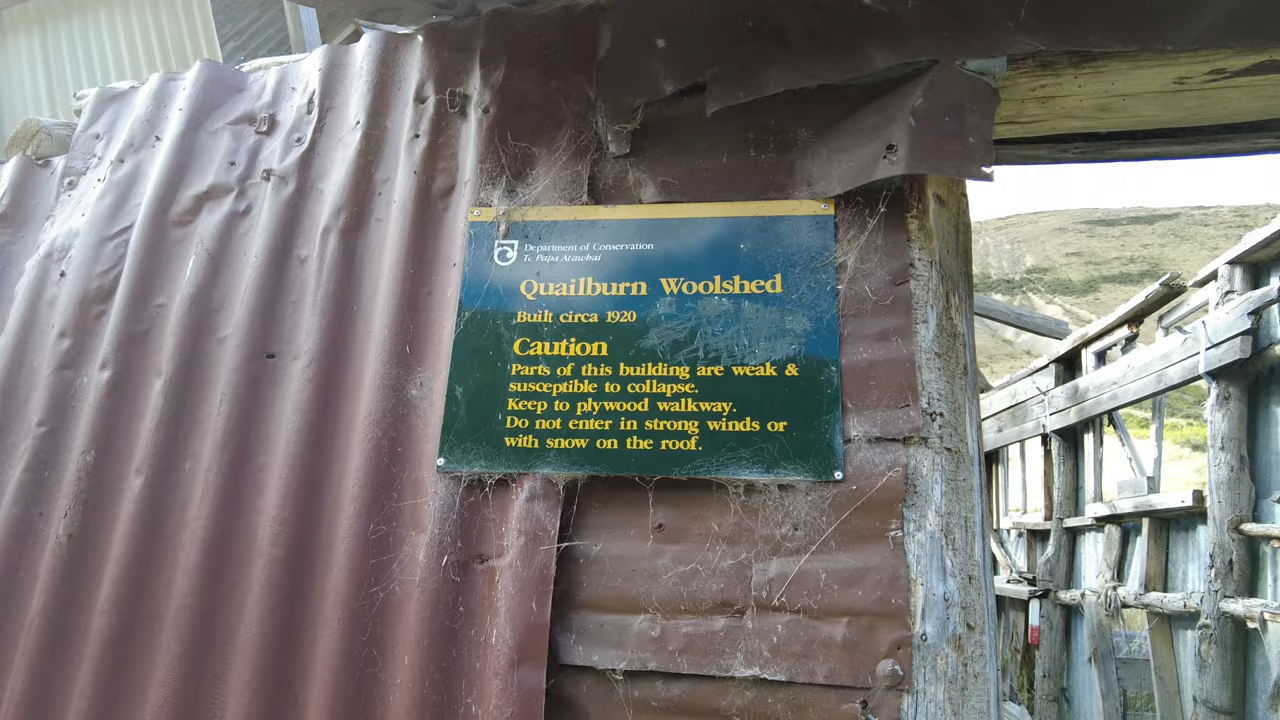 Department of Conservation
Te Papa Atawhai
Quailburn Woolshed
Built circa 1920
Caution
Parts of this building are weak &
susceptible to collapse.
Keep to plywood walkway.
Do not enter in strong winds or
with snow on the roof.